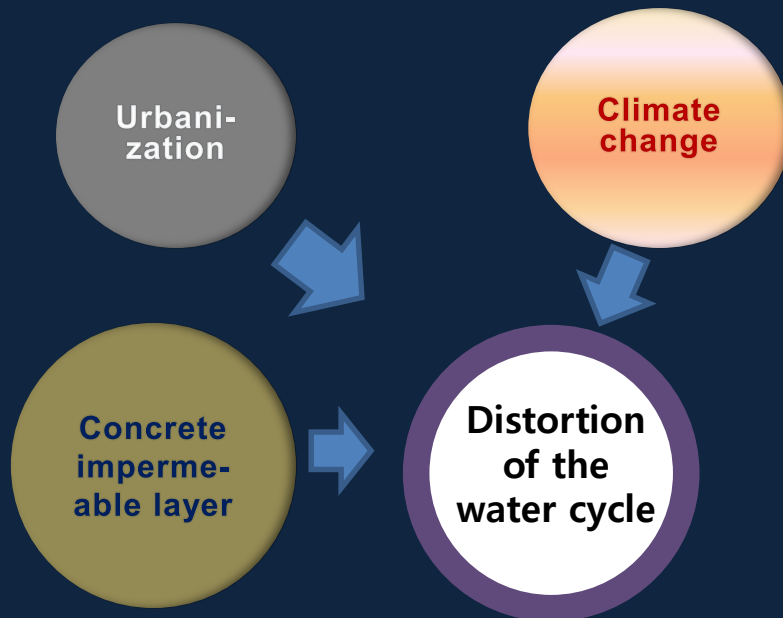 Urbani-
zation
Climate
change
Concrete
imperme-
able layer
Distortion
of the
water cycle